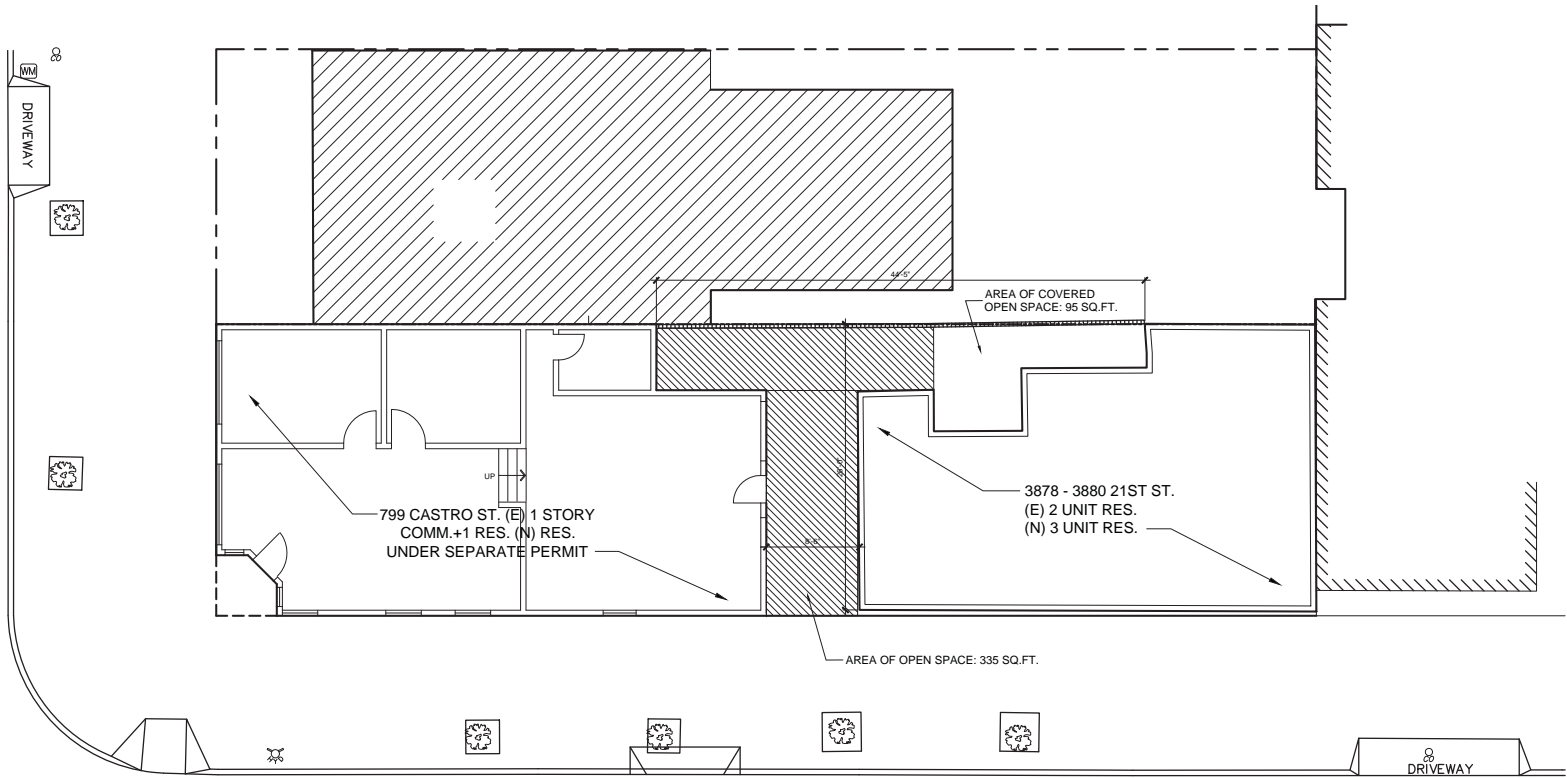 WM
DRIVEWAY
44'-5"
AREA OF COVERED
OPEN SPACE: 95 SQ.FT.
UP
799 CASTRO ST. (E) 1 STORY
COMM.+1 RES. (N) RES.
UNDER SEPARATE PERMIT
3878 - 3880 21ST ST.
(E) 2 UNIT RES.
(N) 3 UNIT RES.
AREA OF OPEN SPACE: 335 SQ.FT.
DRIVEWAY